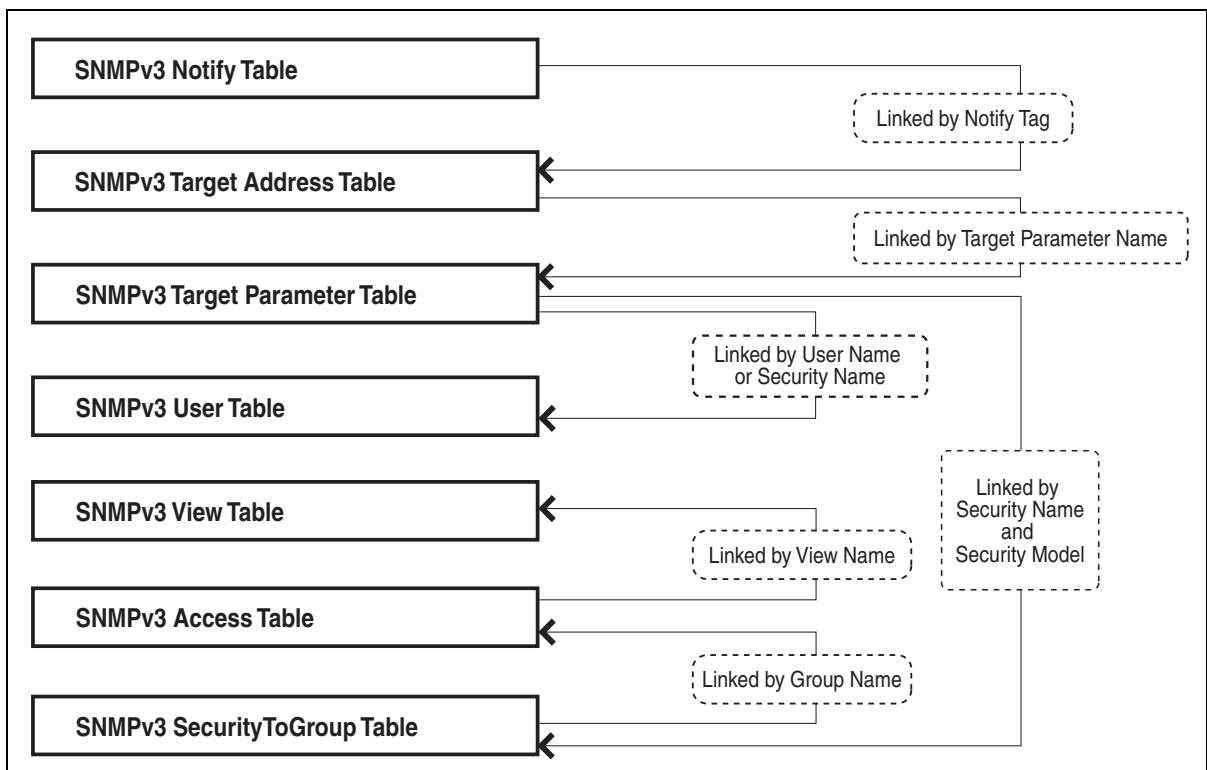 SNMPv3 Notify Table
Linked by Notify Tag
SNMPv3 Target Address Table
Linked by Target Parameter Name
SNMPv3 Target Parameter Table
Linked by User Name
or Security Name
SNMPv3 User Table
Linked by
Security Name
and
Security Model
SNMPv3 View Table
Linked by View Name
SNMPv3 Access Table
Linked by Group Name
SNMPv3 SecurityToGroup Table